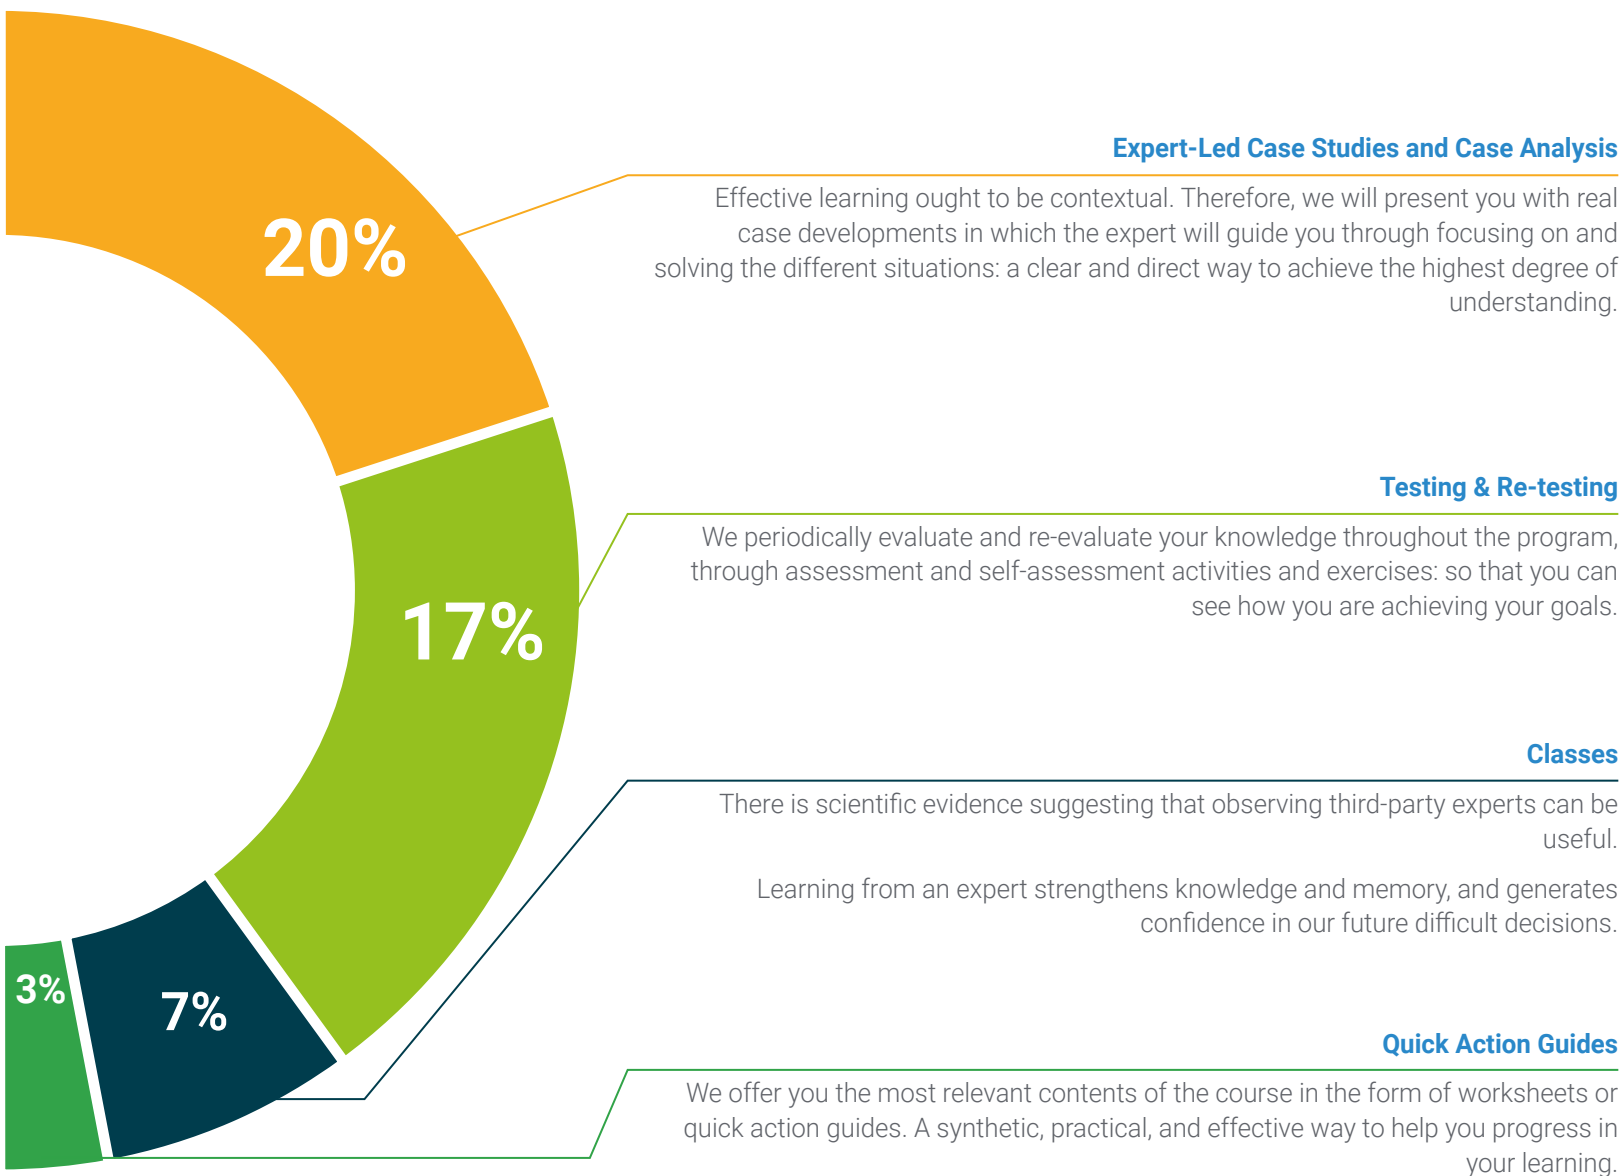 Expert-Led Case Studies and Case Analysis
Effective learning ought to be contextual. Therefore, we will present you with real
case developments in which the expert will guide you through focusing on and
solving the different situations: a clear and direct way to achieve the highest degree of
understanding.
20%
Testing & Re-testing
We periodically evaluate and re-evaluate your knowledge throughout the program,
through assessment and self-assessment activities and exercises: so that you can
see how you are achieving your goals.
17%
Classes
There is scientific evidence suggesting that observing third-party experts can be
useful.
Learning from an expert strengthens knowledge and memory, and generates
confidence in our future difficult decisions.
7%
3%
Quick Action Guides
We offer you the most relevant contents of the course in the form of worksheets or
quick action guides. A synthetic, practical, and effective way to help you progress in
your learning.